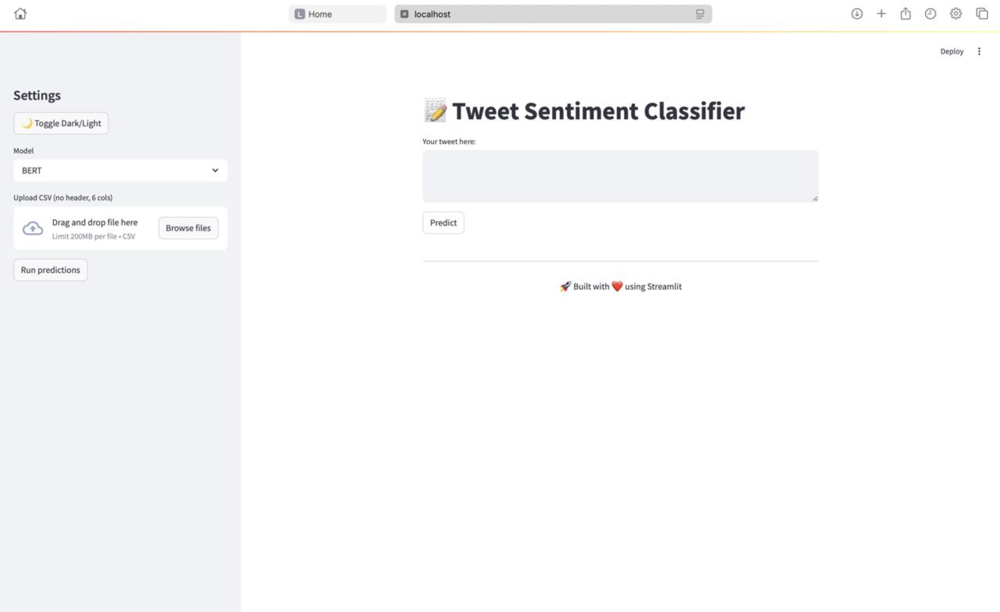 L Home
localhost
Deploy
Settings
🌙 Toggle Dark/Light
Model
BERT
Upload CSV (no header, 6 cols)
Drag and drop file here
Limit 200MB per file • CSV
Browse files
Run predictions
📝 Tweet Sentiment Classifier
Your tweet here:
Predict
🚀 Built with ❤️ using Streamlit